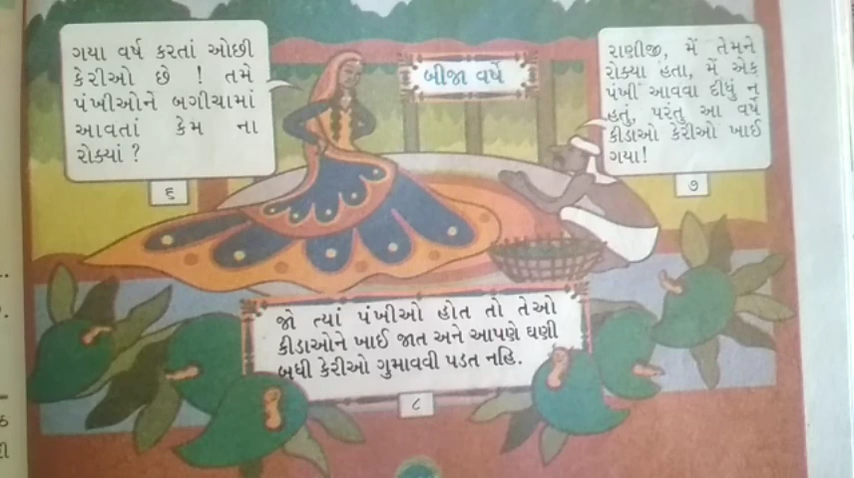 બીજા વર્ષે
ગયા વર્ષ કરતાં ઓછી
કેરીઓ છે ! તમે
પંખીઓને બગીચામાં
આવતાં કેમ ના
રોક્યાં ?
૬
રાણીજી, મેં તેમને
રોક્યા હતા, મેં એક
પંખી આવવા દીધું ન
હતું, પરંતુ આ વર્ષે
કીડાઓ કેરીઓ ખાઈ
ગયા!
૭
જો ત્યાં પંખીઓ હોત તો તેઓ
કીડાઓને ખાઈ જાત અને આપણે ઘણી
બધી કેરીઓ ગુમાવવી પડત નહિ.
૮